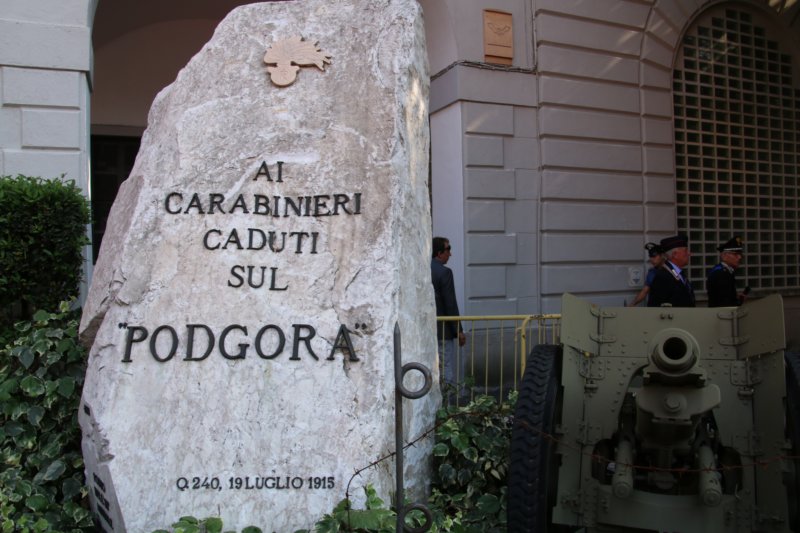 AI
CARABINIERI
CADUTI
SUL
"PODGORA"
Q.240, 19 LUGLIO 1915